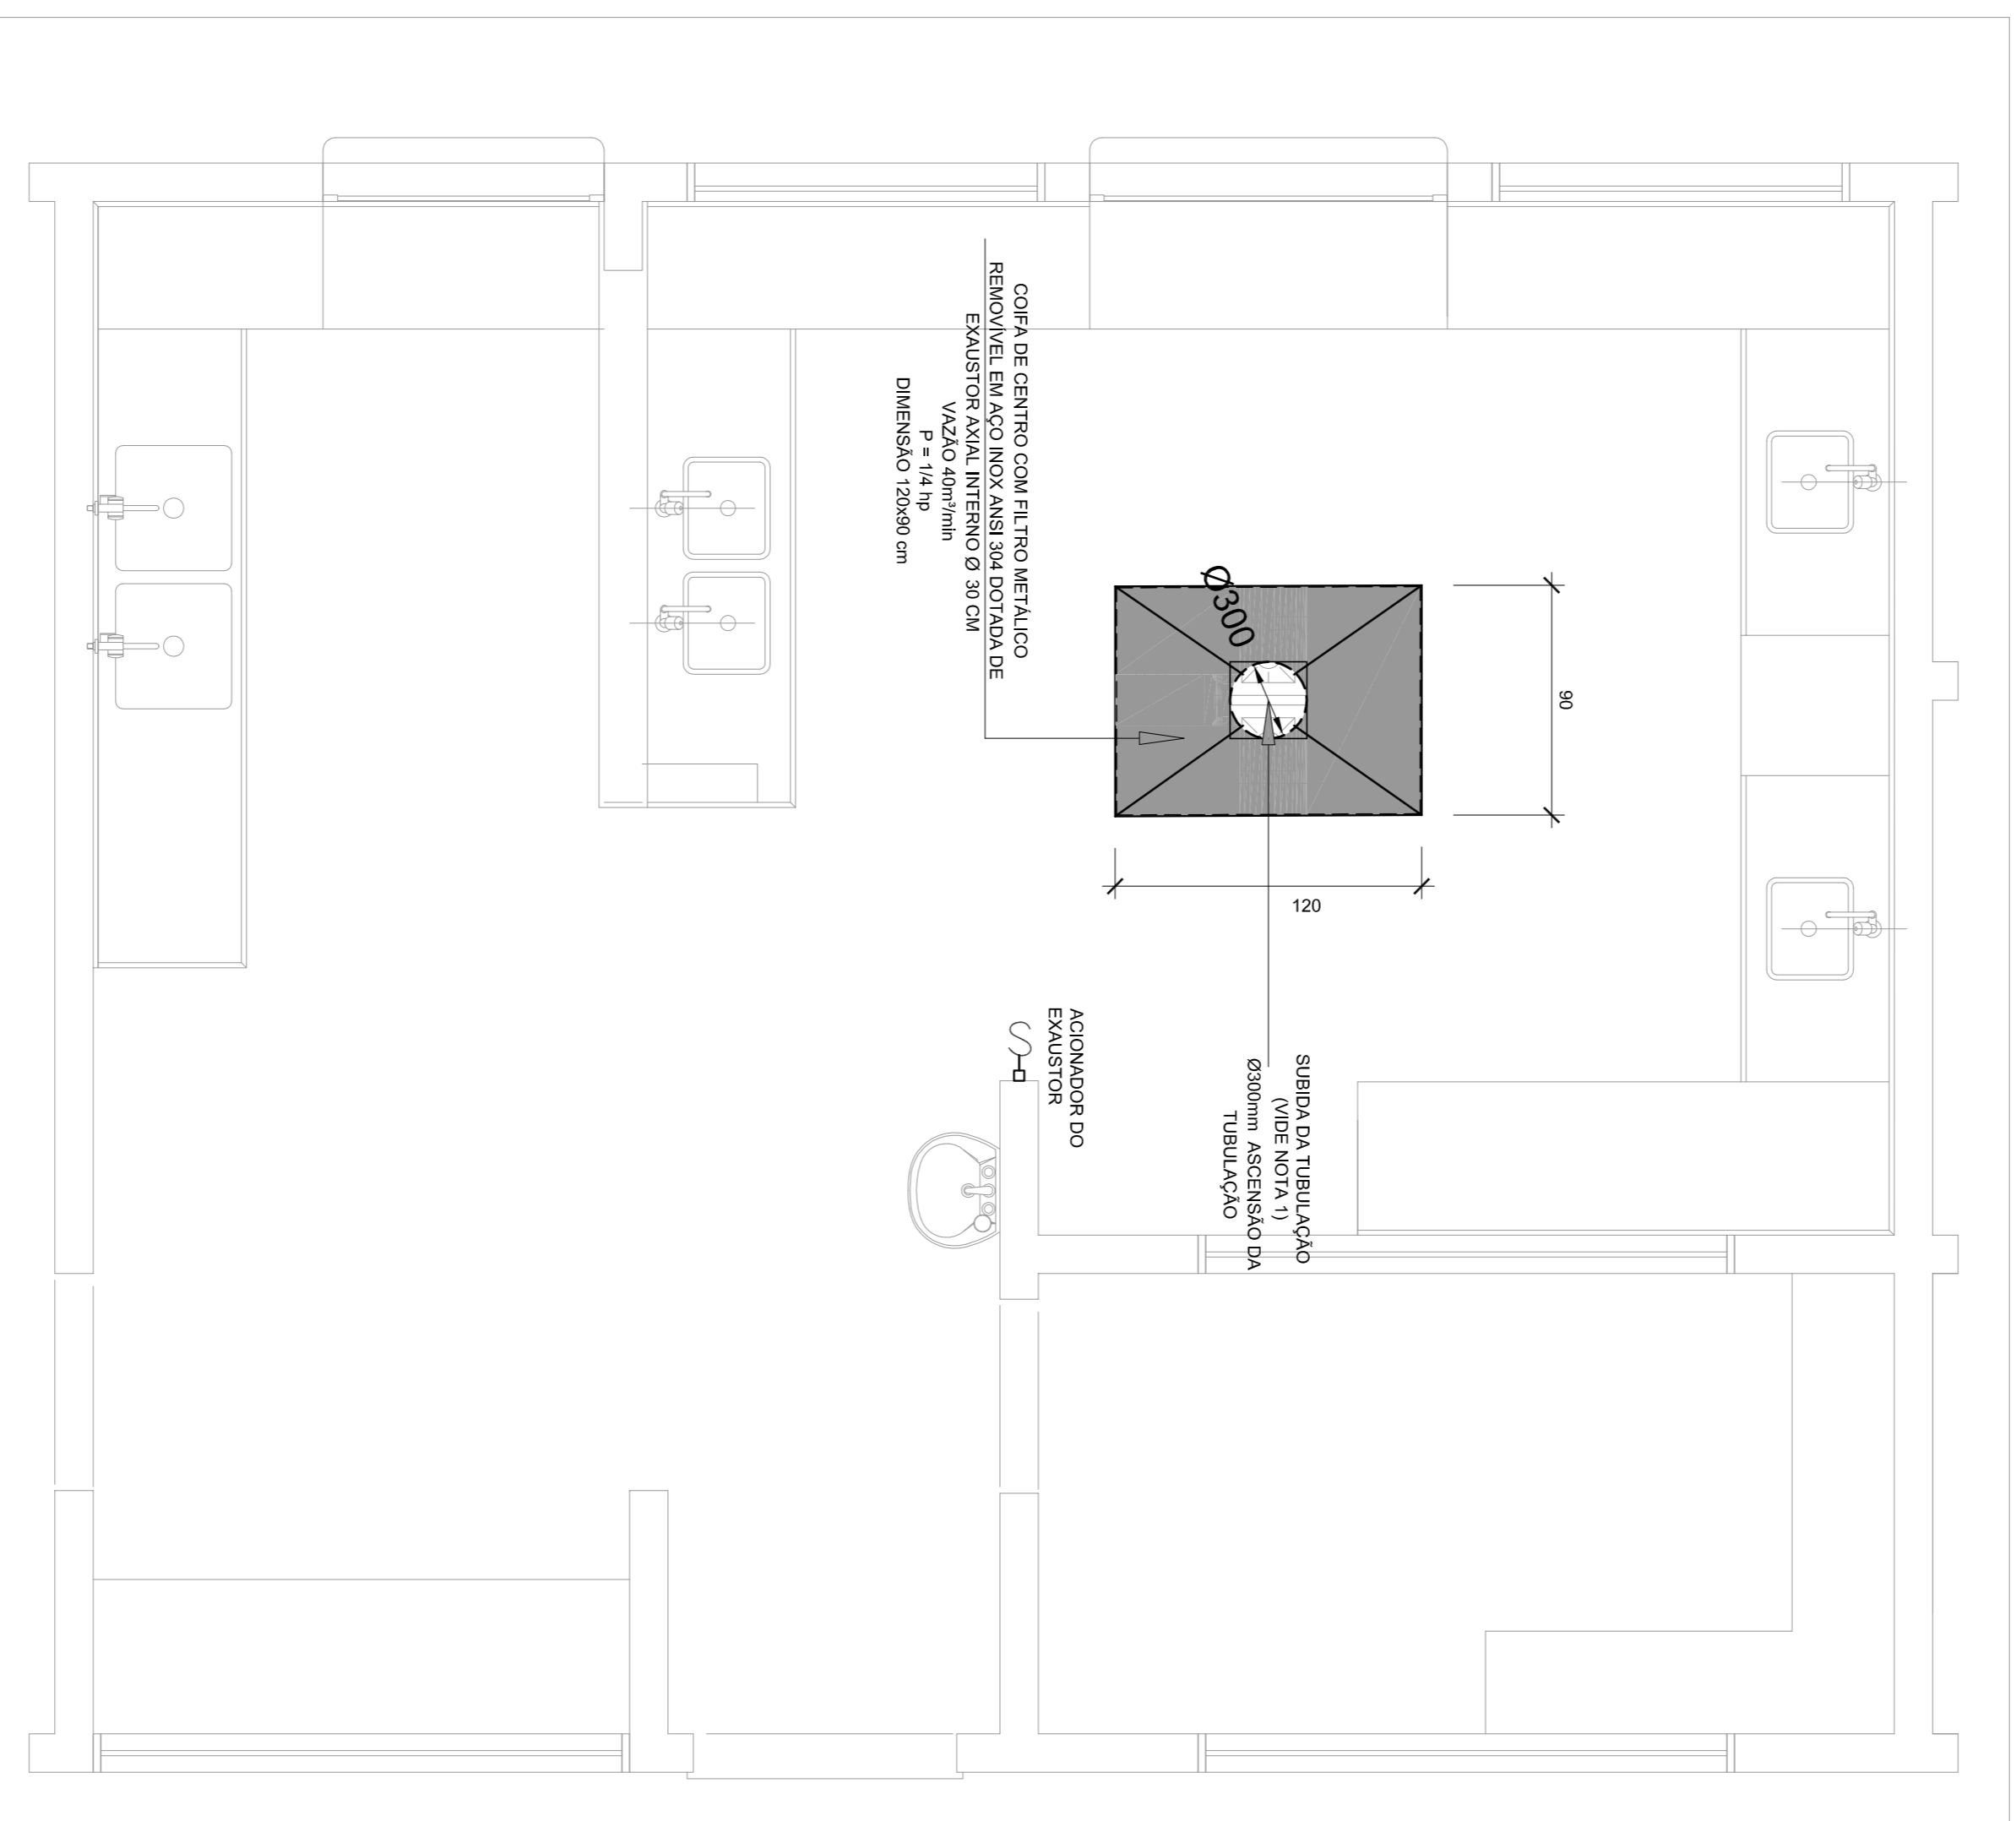 COIFA DE CENTRO COM FILTRO METÁLICO
REMOVÍVEL EM AÇO INOX ANSI 304 DOTADA DE
EXAUSTOR AXIAL INTERNO Ø 30 CM
VAZÃO 40m³/min
P = 1/4 hp
DIMENSÃO 120x90 cm
Ø300
90
120
SUBIDA DA TUBULAÇÃO
(VIDE NOTA 1)
Ø300mm ASCENSÃO DA
TUBULAÇÃO
ACIONADOR DO
EXAUSTOR
S